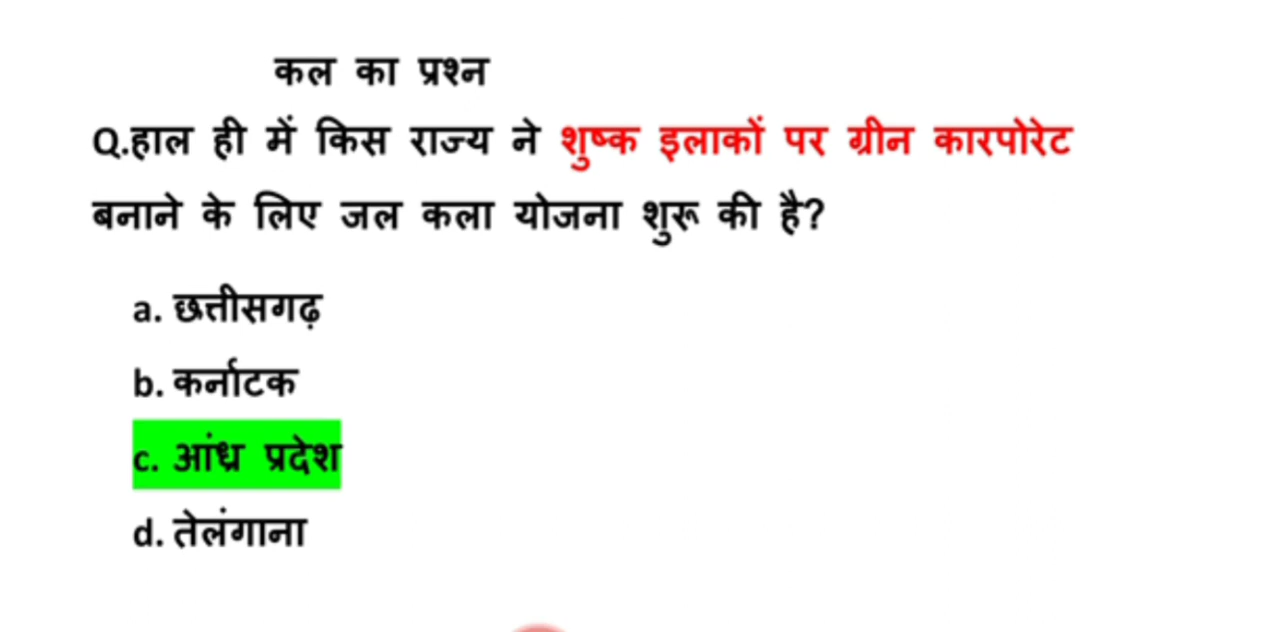 कल का प्रश्न
Q.हाल ही में किस राज्य ने शुष्क इलाकों पर ग्रीन कारपोरेट
बनाने के लिए जल कला योजना शुरू की है?
a. छत्तीसगढ़
b. कर्नाटक
c. आंध्र प्रदेश
d. तेलंगाना